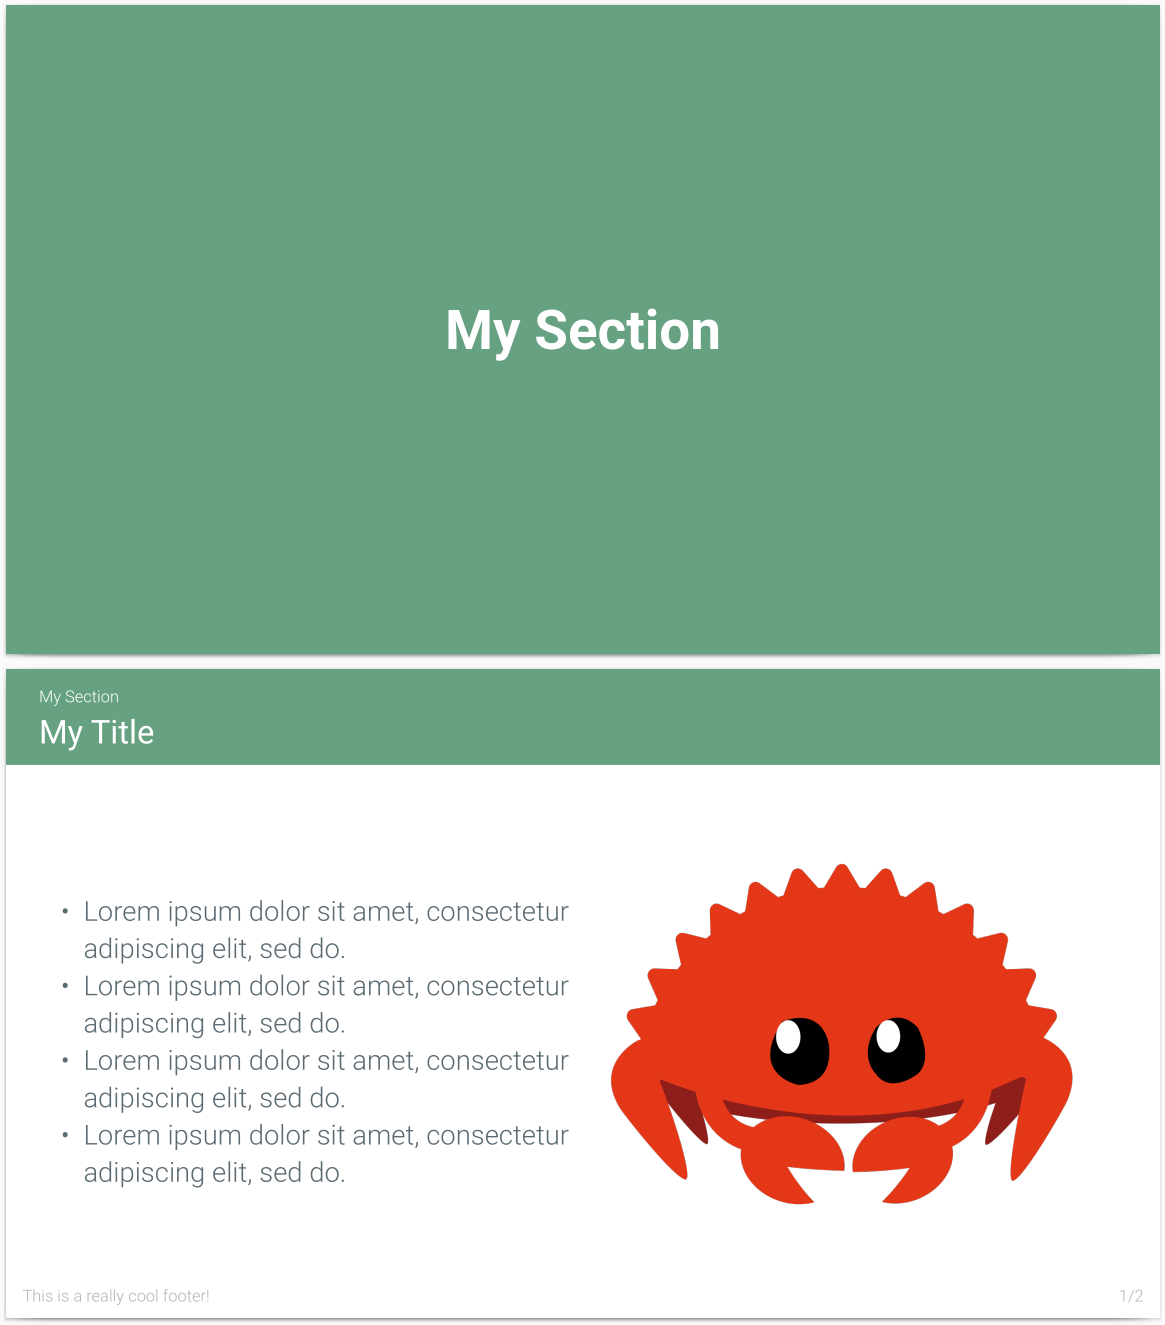 My Section
My Section
My Title
• Lorem ipsum dolor sit amet, consectetur
adipiscing elit, sed do.
• Lorem ipsum dolor sit amet, consectetur
adipiscing elit, sed do.
• Lorem ipsum dolor sit amet, consectetur
adipiscing elit, sed do.
• Lorem ipsum dolor sit amet, consectetur
adipiscing elit, sed do.
This is a really cool footer!
1/2